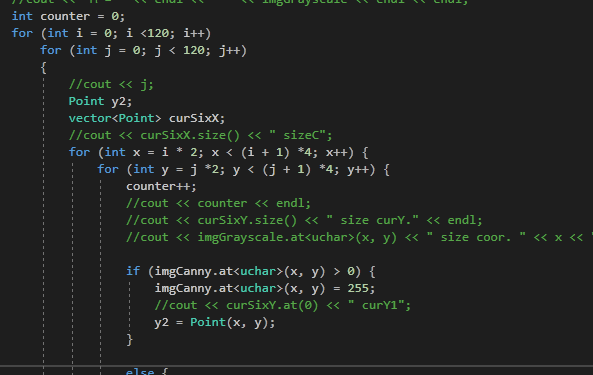 int counter = 0;
for (int i = 0; i <120; i++)
for (int j = 0; j < 120; j++)
{
//cout << j;
Point y2;
vector<Point> curSixX;
//cout << curSixX.size() << " sizeC";
for (int x = i * 2; x < (i + 1) *4; x++) {
for (int y = j *2; y < (j + 1) *4; y++) {
counter++;
//cout << counter << endl;
//cout << curSixY.size() << " size curY." << endl;
//cout << imgGrayscale.at<uchar>(x, y) << " size coor. " << x << "
if (imgCanny.at<uchar>(x, y) > 0) {
imgCanny.at<uchar>(x, y) = 255;
//cout << curSixY.at(0) << " curY1";
y2 = Point(x, y);
}
else {